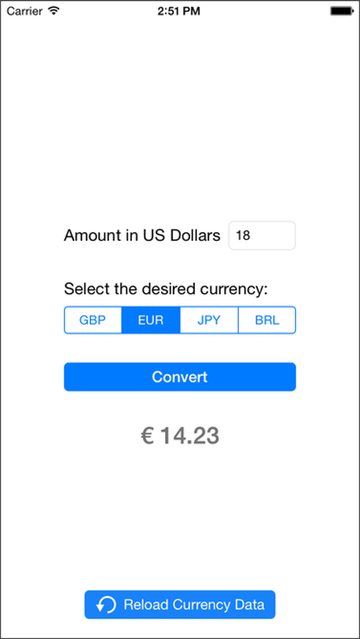 Carrier 2:51 PM
Amount in US Dollars 18
Select the desired currency:
GBP EUR JPY BRL
Convert
€ 14.23
Reload Currency Data